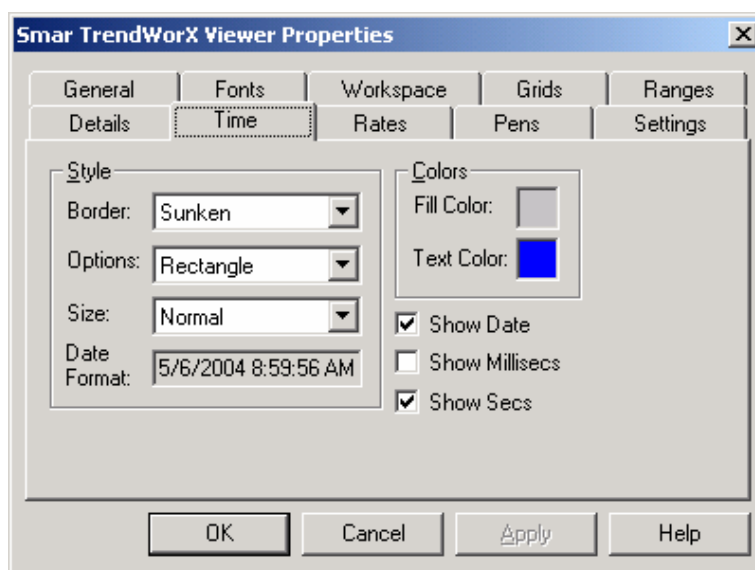 Smar TrendWorX Viewer Properties
General Fonts Workspace Grids Ranges
Details Time Rates Pens Settings
Style
Border: Sunken
Options: Rectangle
Size: Normal
Date Format: 5/6/2004 8:59:56 AM
Colors
Fill Color:
Text Color:
Show Date
Show Millisecs
Show Secs
OK Cancel Apply Help